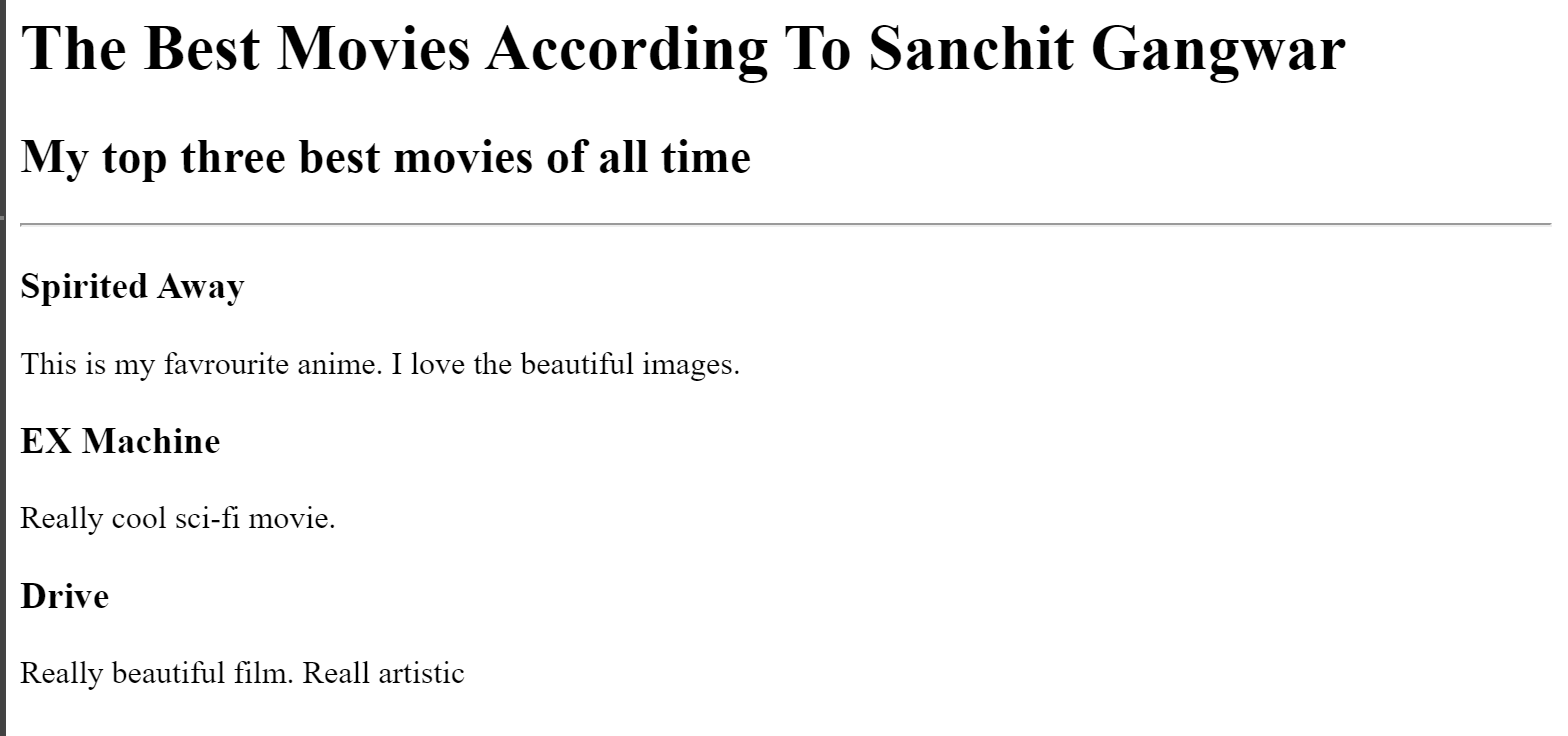 The Best Movies According To Sanchit Gangwar
My top three best movies of all time
Spirited Away
This is my favrourite anime. I love the beautiful images.
EX Machine
Really cool sci-fi movie.
Drive
Really beautiful film. Reall artistic